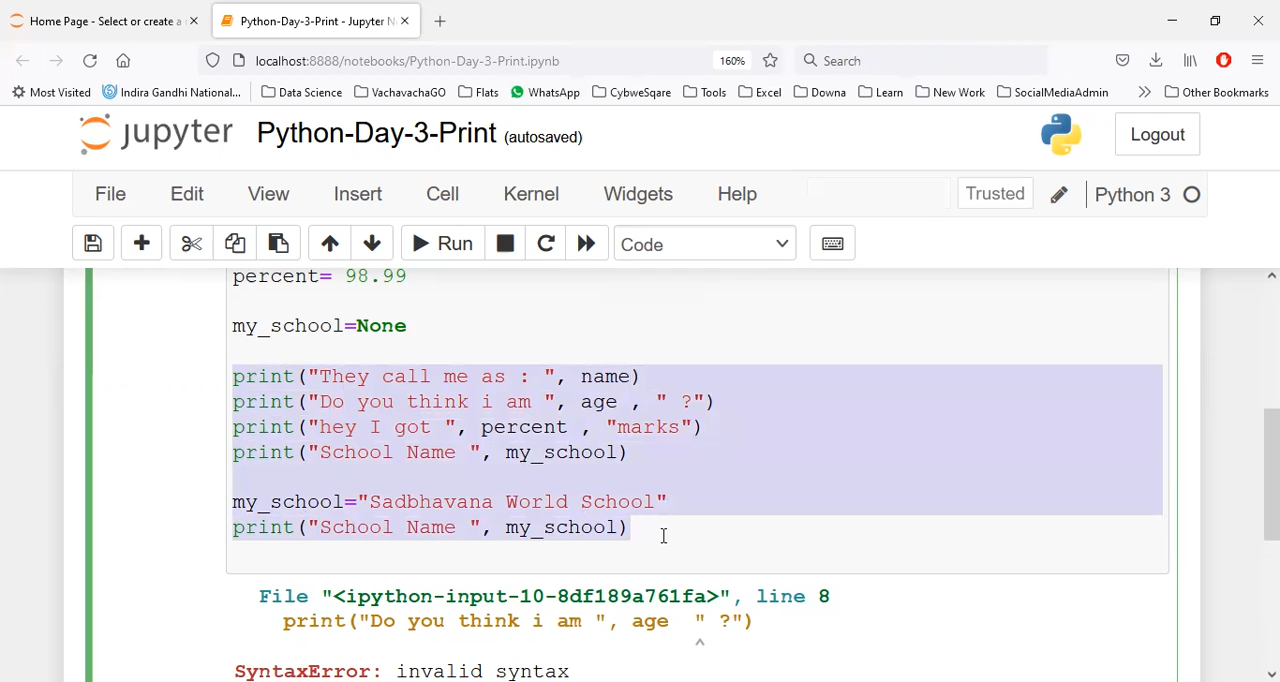 Home Page - Select or create a
Python-Day-3-Print - Jupyter N
localhost:8888/notebooks/Python-Day-3-Print.ipynb
160%
Search
Most Visited
Indira Gandhi National...
Data Science
VachavachaGO
Flats
WhatsApp
CybweSqare
Tools
Excel
Downa
Learn
New Work
SocialMediaAdmin
Other Bookmarks
jupyter
Python-Day-3-Print (autosaved)
Logout
File Edit View Insert Cell Kernel Widgets Help
Trusted
Python 3
Run
Code
percent= 98.99
my_school=None
print("They call me as : ", name)
print("Do you think i am ", age , " ?")
print("hey I got ", percent , "marks")
print("School Name ", my_school)
my_school="Sadbhavana World School"
print("School Name ", my_school)
File "<ipython-input-10-8df189a761fa>", line 8
print("Do you think i am ", age  " ?")
^
SyntaxError: invalid syntax